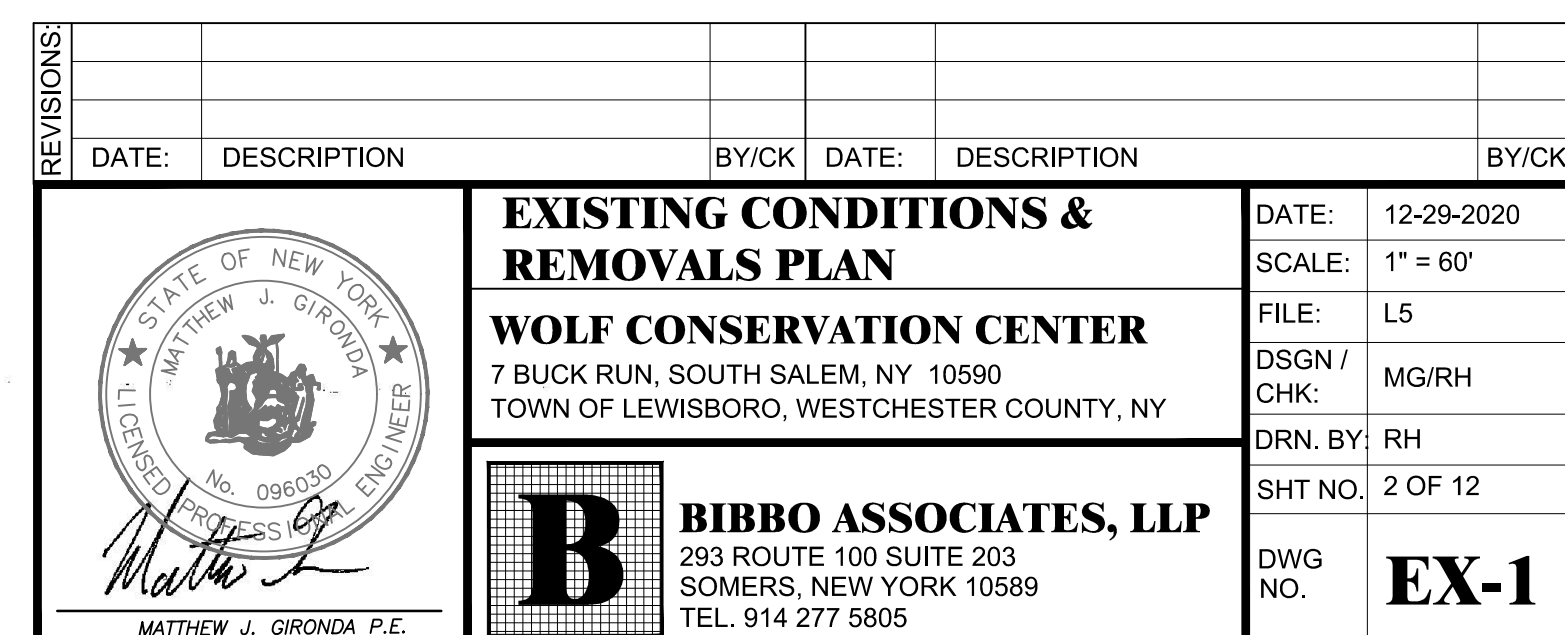 REVISIONS:
DATE: DESCRIPTION BY/CK DATE: DESCRIPTION BY/CK
STATE OF NEW YORK
MATTHEW J. GIRONDA
LICENSED PROFESSIONAL ENGINEER
No. 096030
MATTHEW J. GIRONDA P.E.
EXISTING CONDITIONS &
REMOVALS PLAN
WOLF CONSERVATION CENTER
7 BUCK RUN, SOUTH SALEM, NY 10590
TOWN OF LEWISBORO, WESTCHESTER COUNTY, NY
B
BIBBO ASSOCIATES, LLP
293 ROUTE 100 SUITE 203
SOMERS, NEW YORK 10589
TEL. 914 277 5805
DATE: 12-29-2020
SCALE: 1" = 60'
FILE: L5
DSGN /
CHK: MG/RH
DRN. BY: RH
SHT NO. 2 OF 12
DWG
NO. EX-1